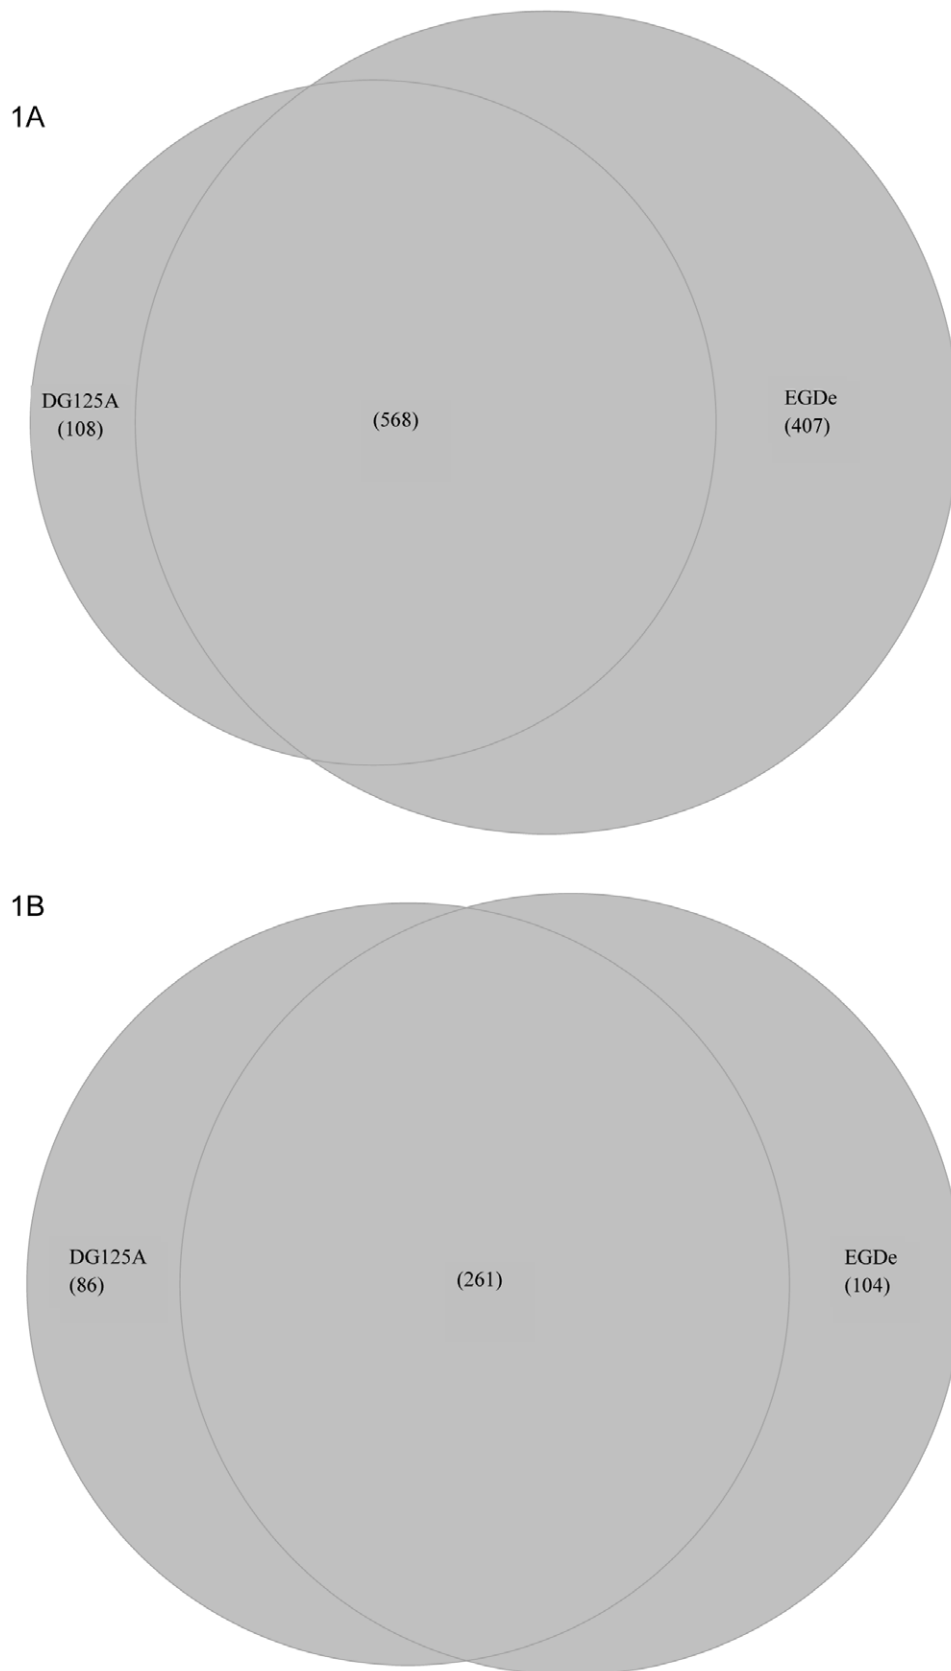 1A
DG125A
(108)
(568)
EGDe
(407)
1B
DG125A
(86)
(261)
EGDe
(104)